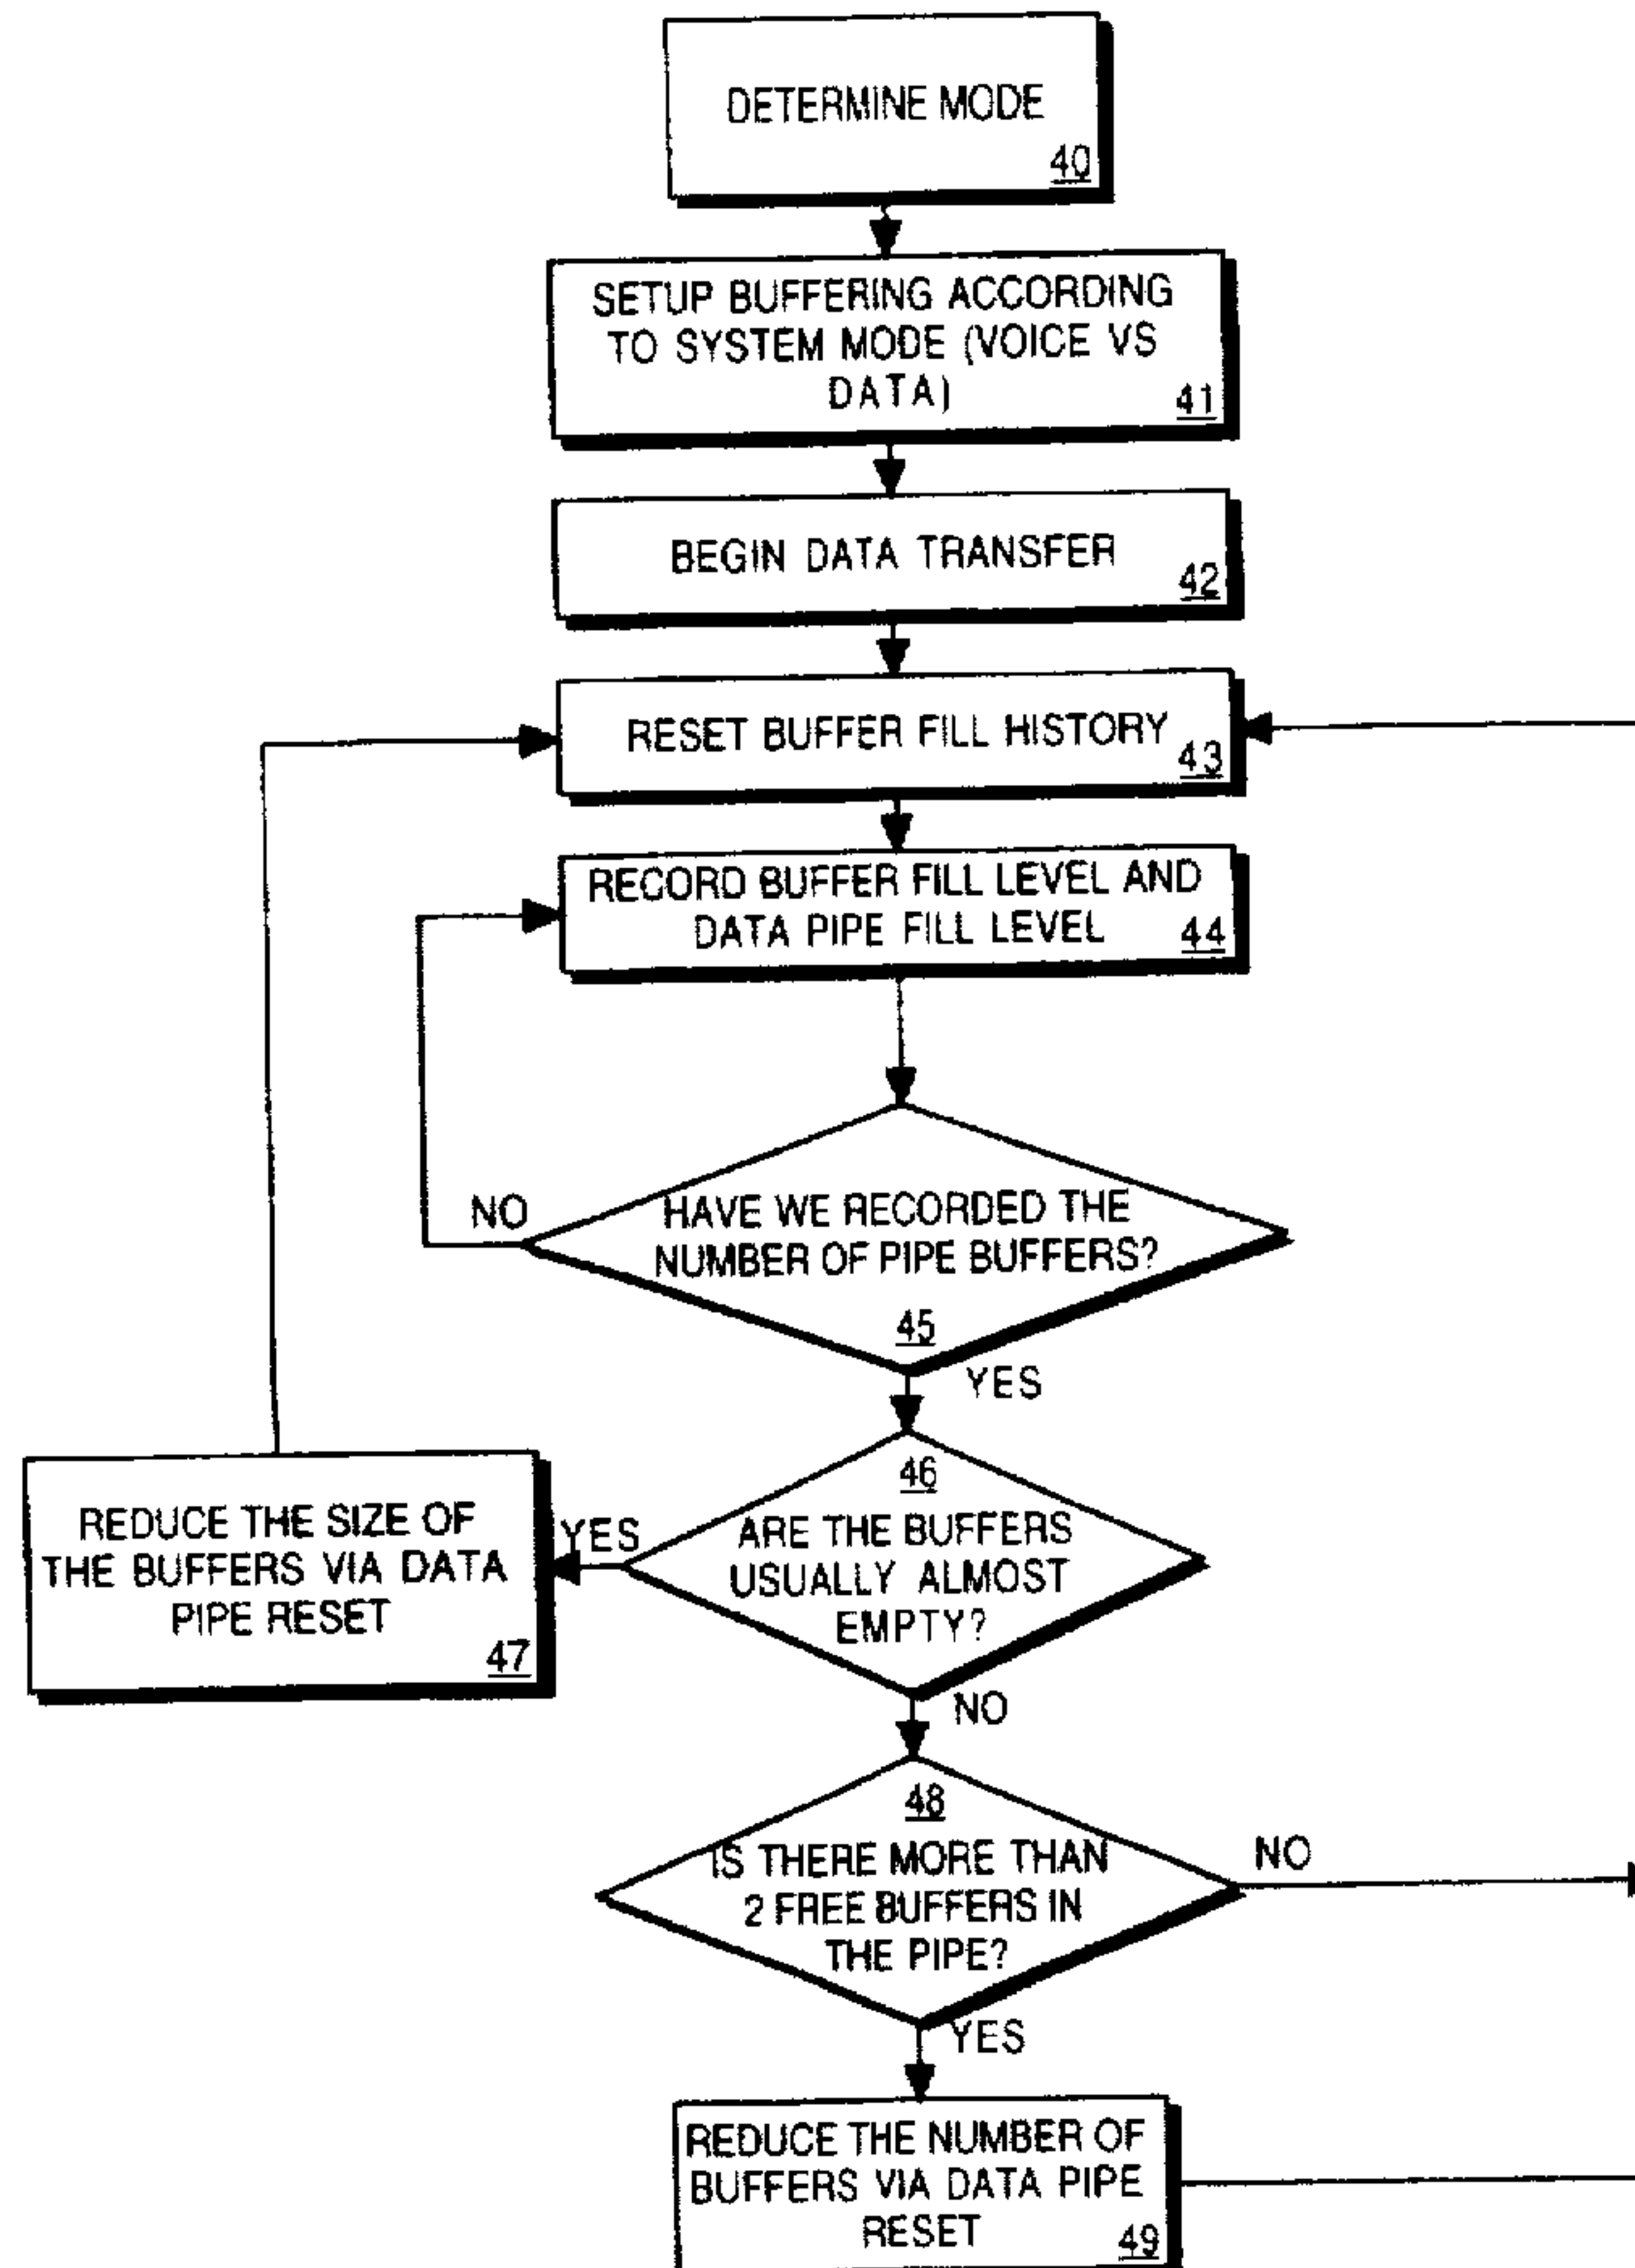 DETERMINE MODE
40
SETUP BUFFERING ACCORDING
TO SYSTEM MODE (VOICE VS
DATA)
41
BEGIN DATA TRANSFER
42
RESET BUFFER FILL HISTORY
43
RECORD BUFFER FILL LEVEL AND
DATA PIPE FILL LEVEL
44
NO
HAVE WE RECORDED THE
NUMBER OF PIPE BUFFERS?
45
YES
46
ARE THE BUFFERS
USUALLY ALMOST
EMPTY?
YES
REDUCE THE SIZE OF
THE BUFFERS VIA DATA
PIPE RESET
47
NO
48
IS THERE MORE THAN
2 FREE BUFFERS IN
THE PIPE?
NO
YES
REDUCE THE NUMBER OF
BUFFERS VIA DATA PIPE
RESET
49